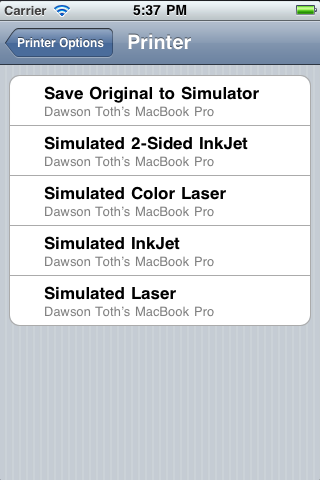 Carrier 5:37 PM
Printer Options Printer
Save Original to Simulator
Dawson Toth's MacBook Pro
Simulated 2-Sided InkJet
Dawson Toth's MacBook Pro
Simulated Color Laser
Dawson Toth's MacBook Pro
Simulated InkJet
Dawson Toth's MacBook Pro
Simulated Laser
Dawson Toth's MacBook Pro